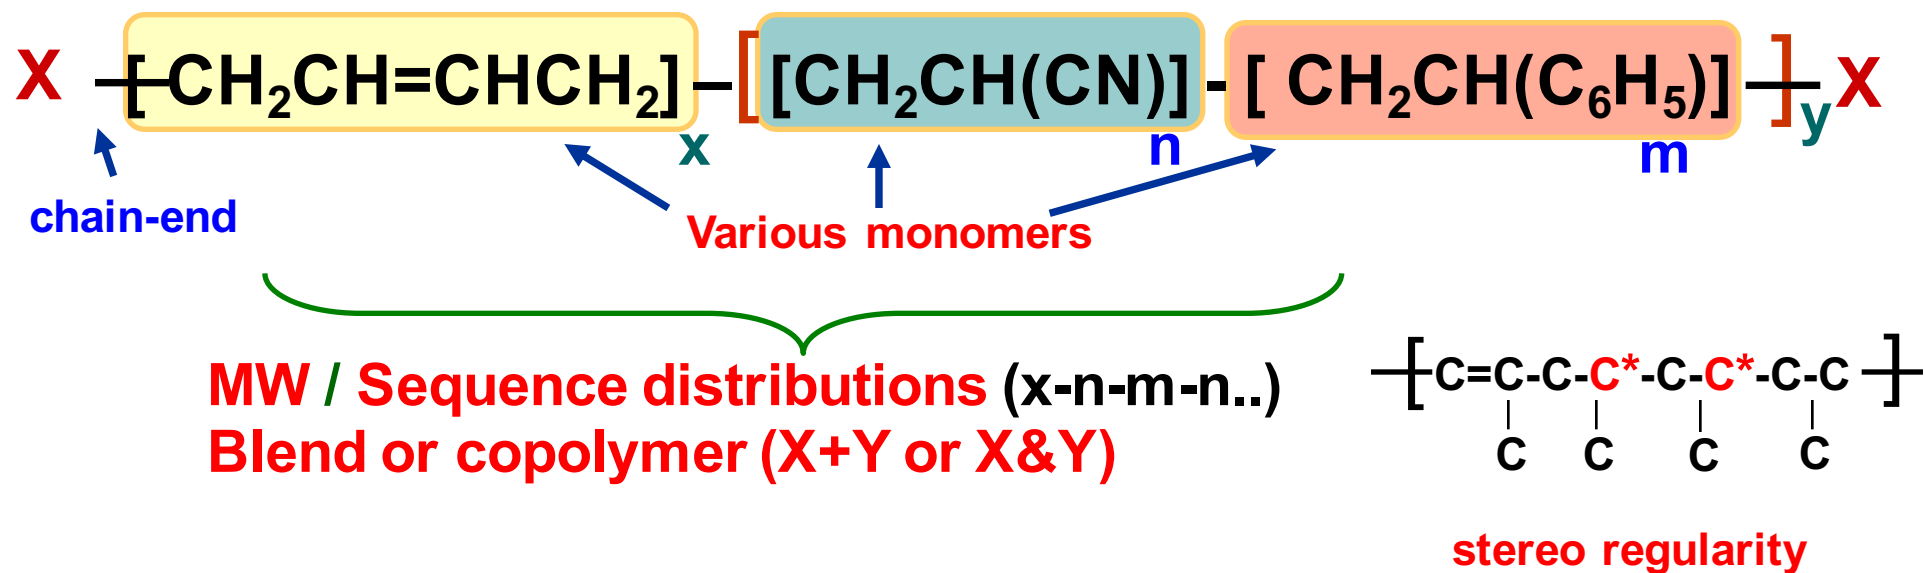 X [CH₂CH=CHCH₂]x – [ [CH₂CH(CN)]n - [ CH₂CH(C₆H₅)]m ]y X
chain-end
Various monomers
MW / Sequence distributions (x-n-m-n..)
Blend or copolymer (X+Y or X&Y)
[C=C-C-C*-C-C*-C-C]
C C C C
stereo regularity